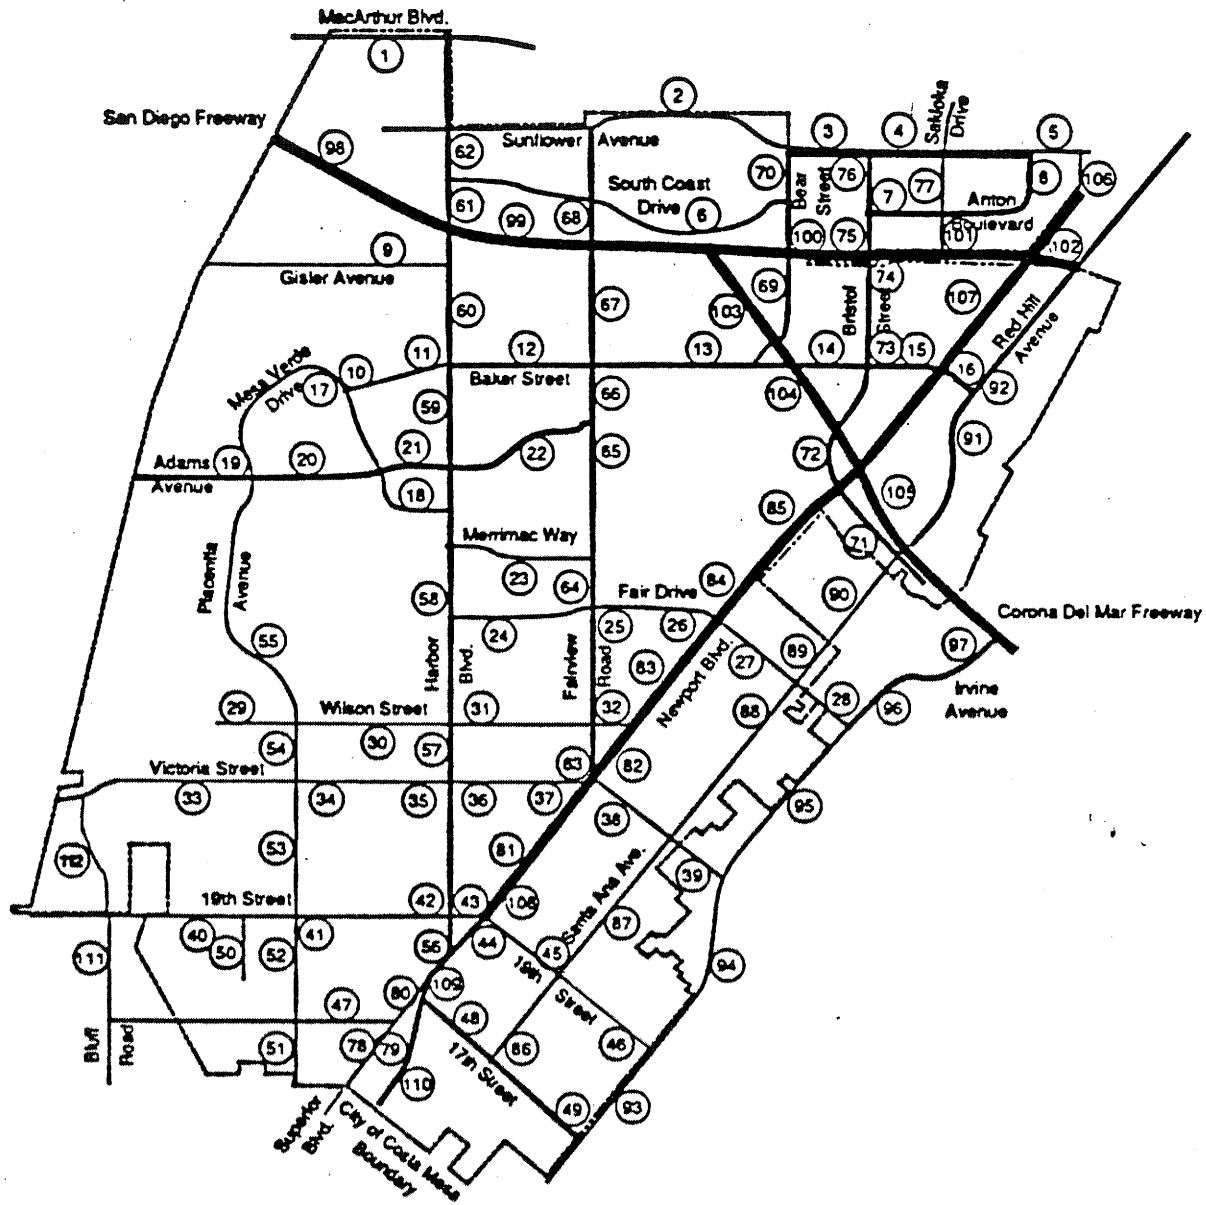 MacArthur Blvd.
1
San Diego Freeway
2
98
62
Sunflower Avenue
3
4
Sakioka
Drive
5
70
Bear
Street
76
77
7
8
106
South Coast
Drive
61
99
68
6
Anton
Boulevard
100
75
101
102
9
Gisler Avenue
69
74
107
60
67
103
Bristol
Street
Red Hill
Avenue
11
12
13
14
73
15
16
Mesa Verde
Drive
17
10
Baker Street
92
59
66
104
Adams
Avenue
19
20
21
22
65
72
91
18
85
105
Merrimac Way
71
Placentia
Avenue
23
64
84
90
58
Fair Drive
Corona Del Mar Freeway
24
25
26
55
83
Newport Blvd.
27
89
97
Harbor
Blvd.
Fairview
Road
Irvine
Avenue
29
Wilson Street
31
32
88
28
96
30
54
57
63
82
Victoria Street
33
34
35
36
37
38
95
53
81
112
39
19th Street
42
43
108
Santa Ana Ave.
40
41
44
87
50
52
56
45
111
94
80
109
19th
Street
47
48
Bluff
Road
51
78
79
86
46
17th Street
110
49
93
Superior
Blvd.
City of Costa Mesa
Boundary